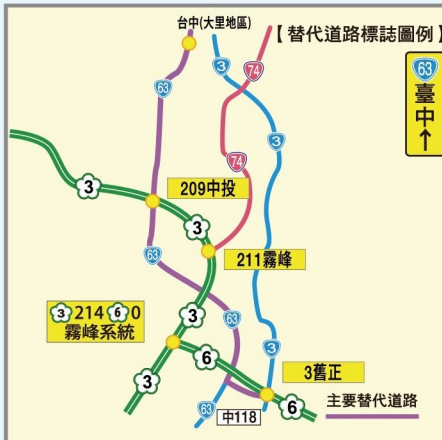 台中(大里地區)
【替代道路標誌圖例】
63
臺中↑
3
74
63
3
74
3
209中投
3
63
211霧峰
3 214 6 0
霧峰系統
3
63
3
6
3舊正
3
63
中118
6
主要替代道路